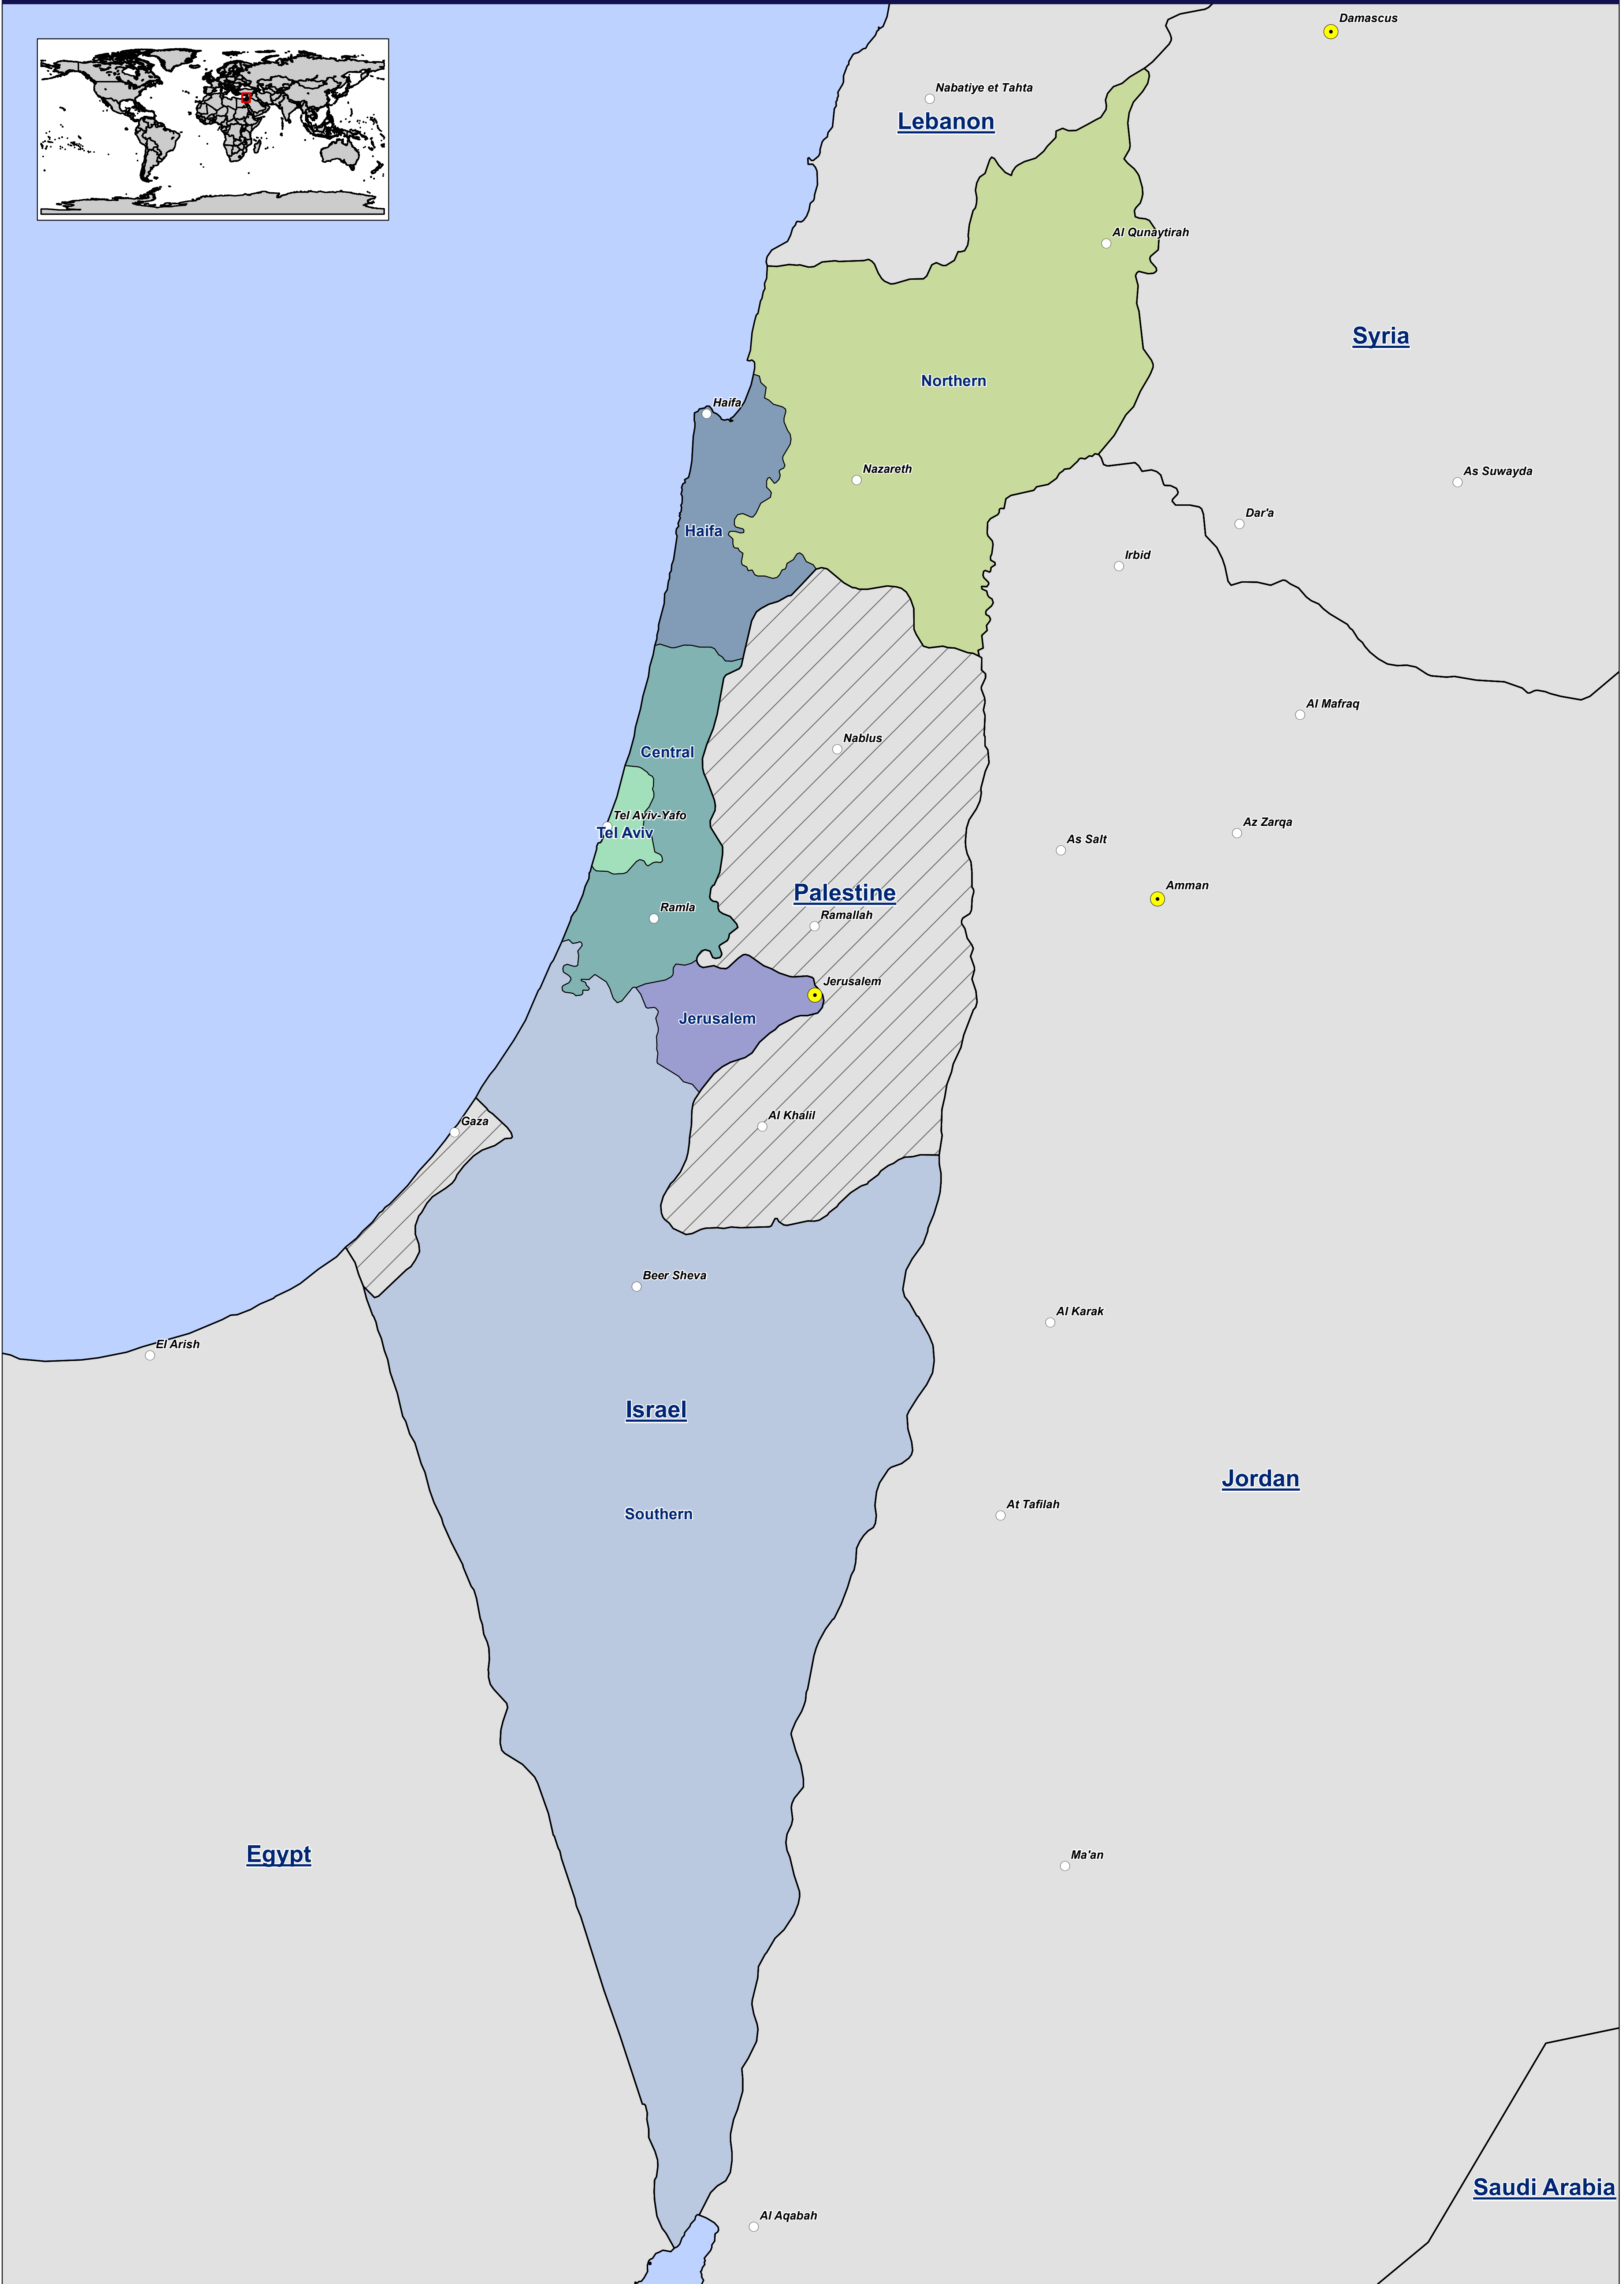 Damascus
Nabatiye et Tahta
Lebanon
Al Qunaytirah
Syria
Northern
Haifa
Nazareth
As Suwayda
Dar'a
Haifa
Irbid
Al Mafraq
Nablus
Central
Tel Aviv-Yafo
Az Zarqa
Tel Aviv
As Salt
Amman
Palestine
Ramla
Ramallah
Jerusalem
Jerusalem
Al Khalil
Gaza
Beer Sheva
Al Karak
El Arish
Israel
Jordan
At Tafilah
Southern
Egypt
Ma'an
Saudi Arabia
Al Aqabah